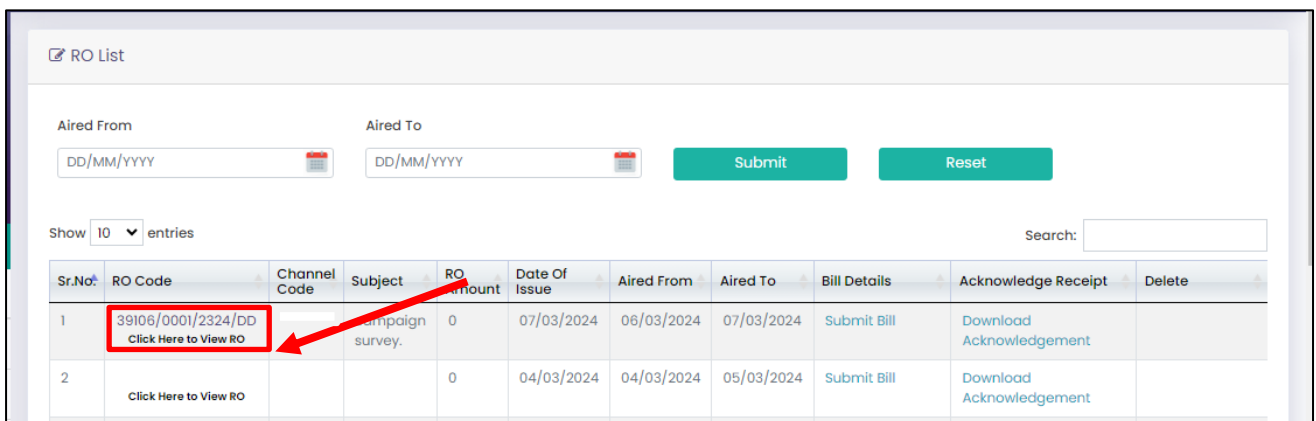 RO List
Aired From Aired To
DD/MM/YYYY DD/MM/YYYY Submit Reset
Show 10 entries Search:
Sr.No. RO Code Channel Code Subject RO Amount Date Of Issue Aired From Aired To Bill Details Acknowledge Receipt Delete
1 39106/0001/2324/DD 0 07/03/2024 06/03/2024 07/03/2024 Submit Bill Download
Click Here to View RO survey. Acknowledgement
2 0 04/03/2024 04/03/2024 05/03/2024 Submit Bill Download
Click Here to View RO Acknowledgement